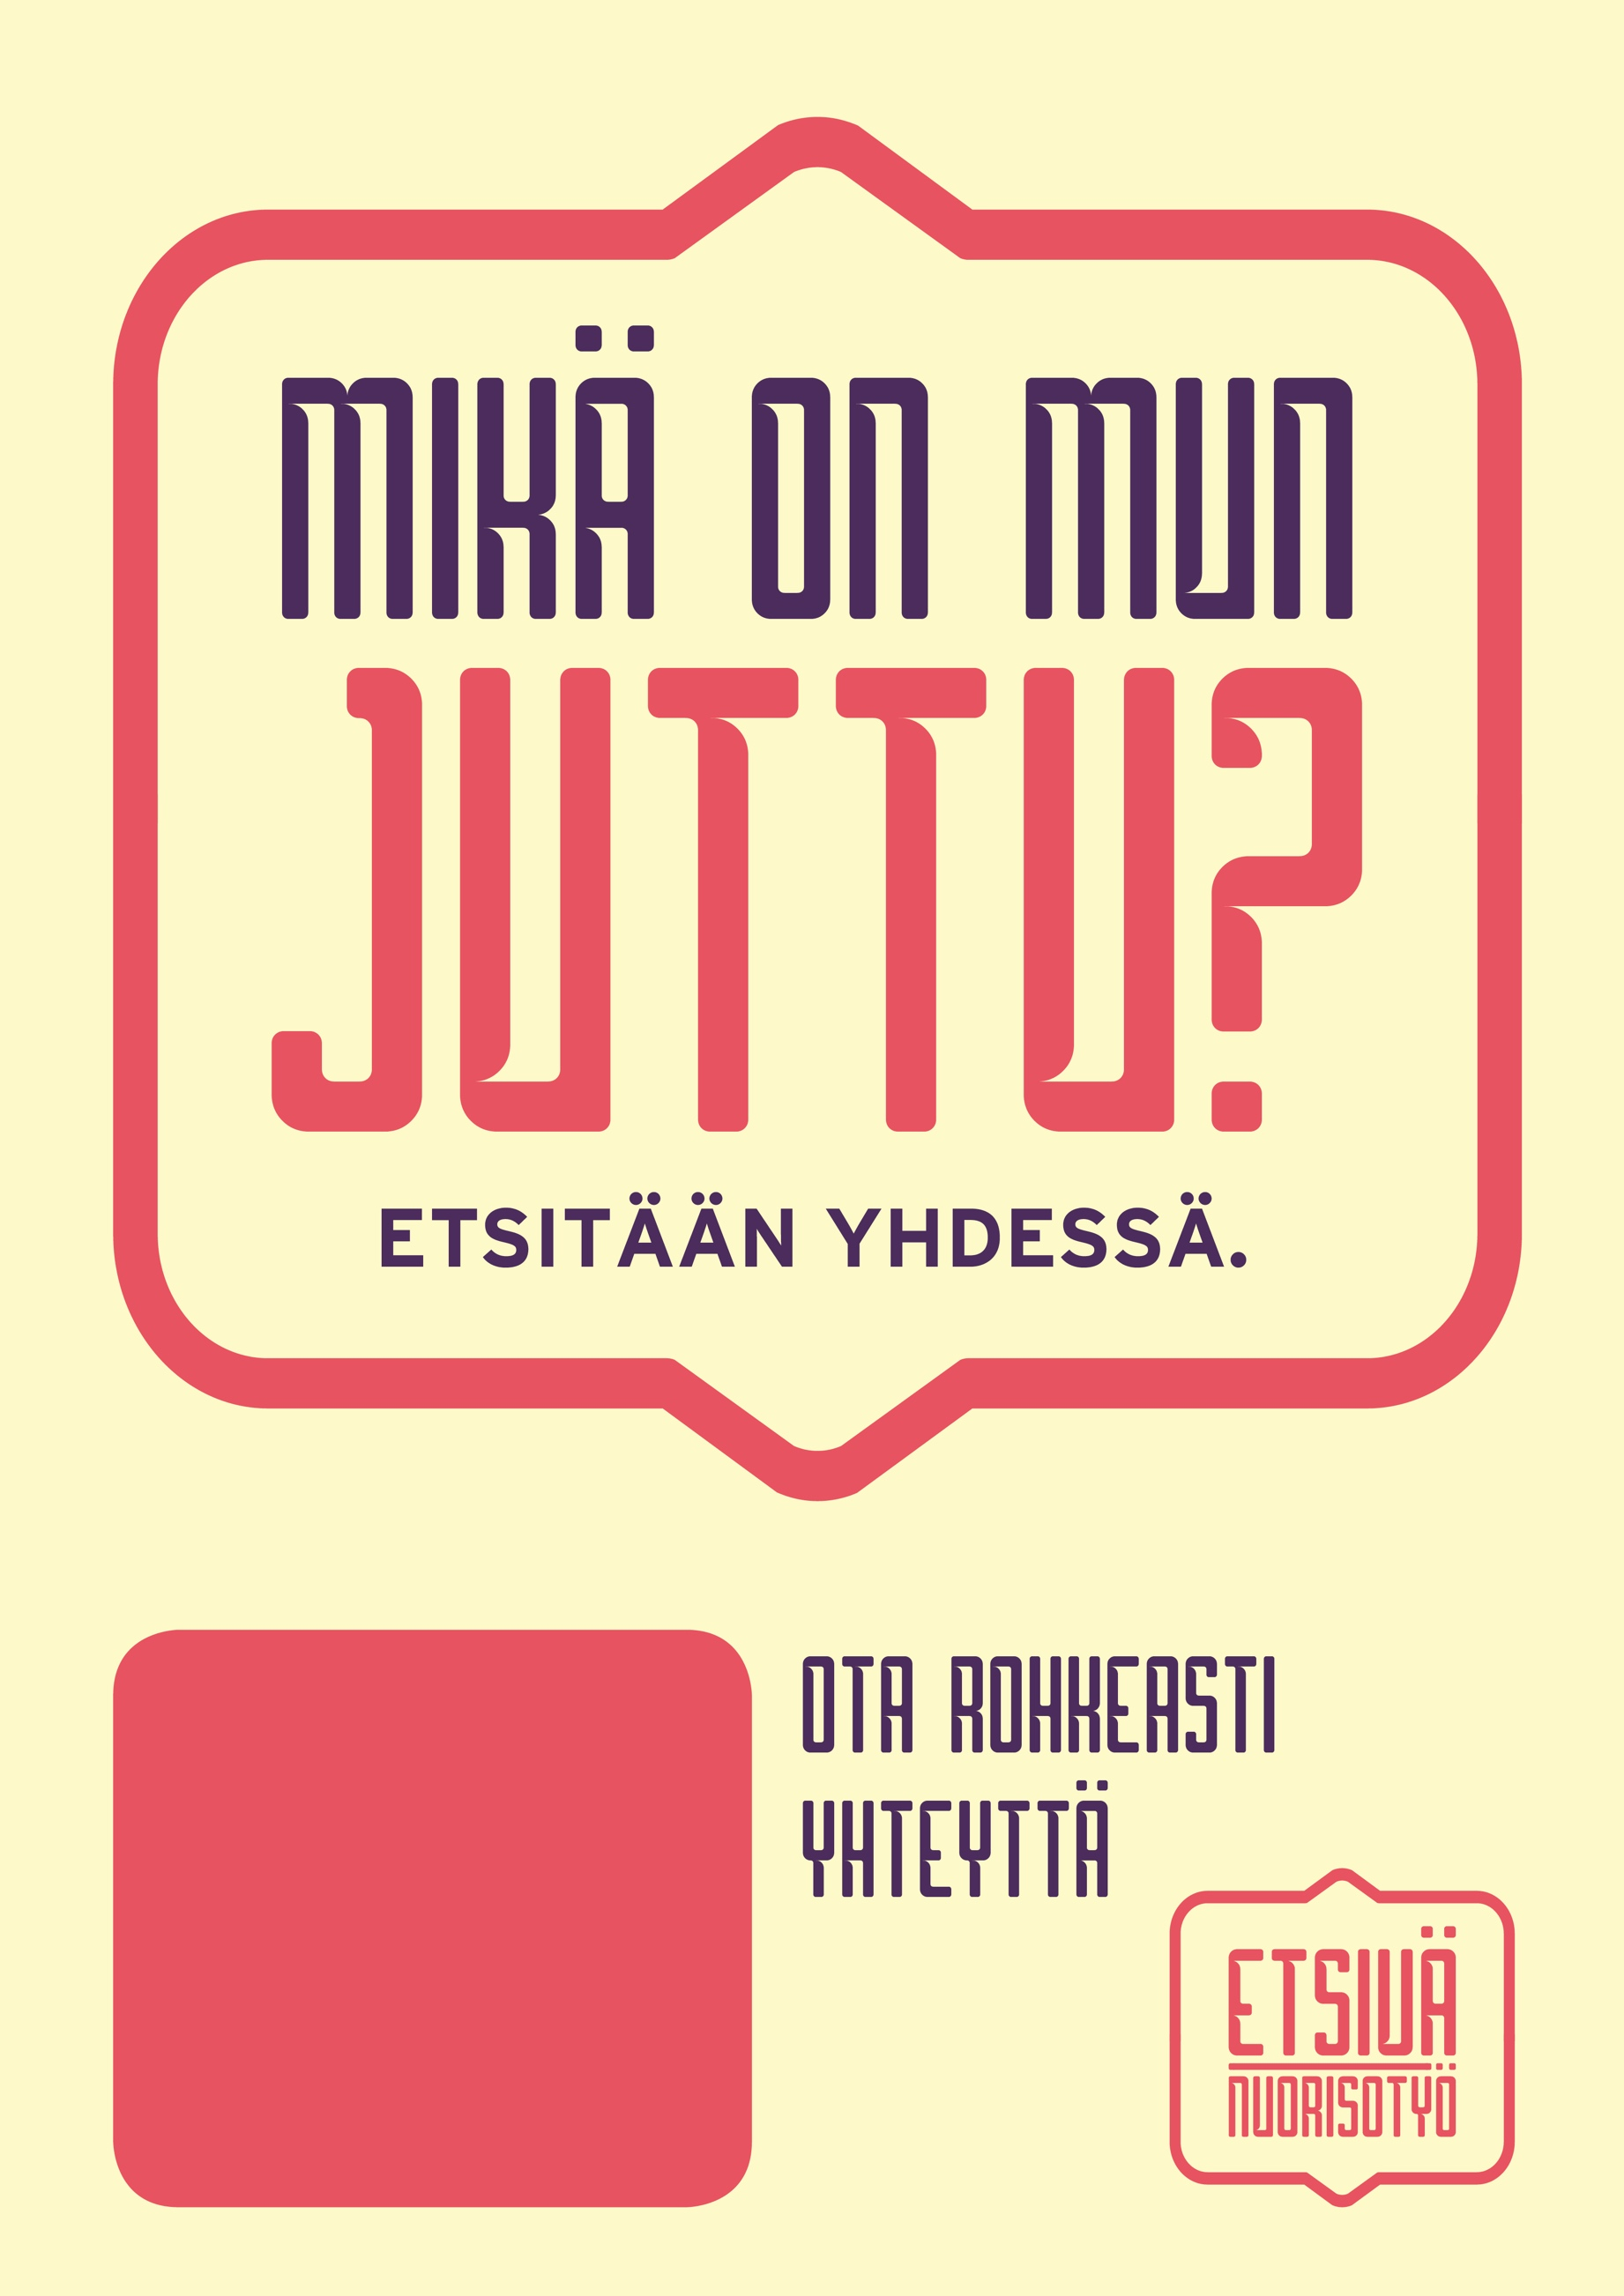 MIKÄ ON MUN
JUTTU?
ETSITÄÄN YHDESSÄ.
OTA ROHKEASTI
YHTEYTTÄ
ETSIVÄ
NUORISOTYÖ